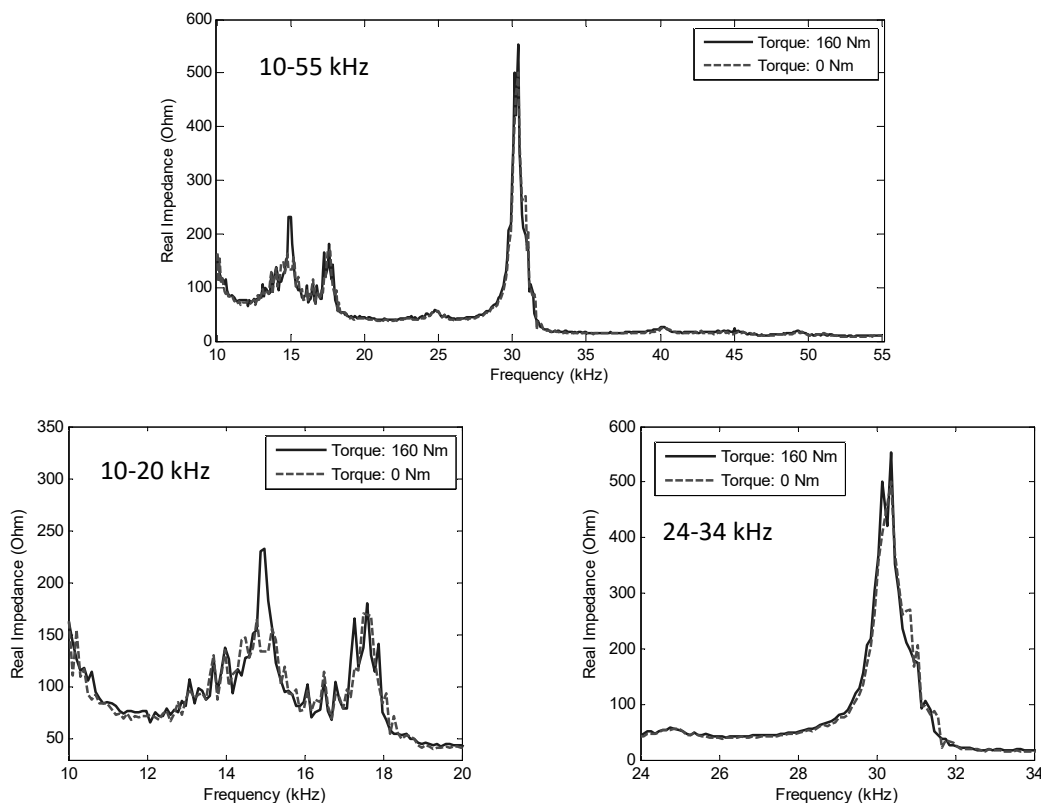 600
500
400
300
200
100
0
Real Impedance (Ohm)
10-55 kHz
Torque: 160 Nm
Torque: 0 Nm
10 15 20 25 30 35 40 45 50 55
Frequency (kHz)
350
300
250
200
150
100
50
Real Impedance (Ohm)
10-20 kHz
Torque: 160 Nm
Torque: 0 Nm
10 12 14 16 18 20
Frequency (kHz)
600
500
400
300
200
100
0
Real Impedance (Ohm)
Torque: 160 Nm
Torque: 0 Nm
24-34 kHz
24 26 28 30 32 34
Frequency (kHz)